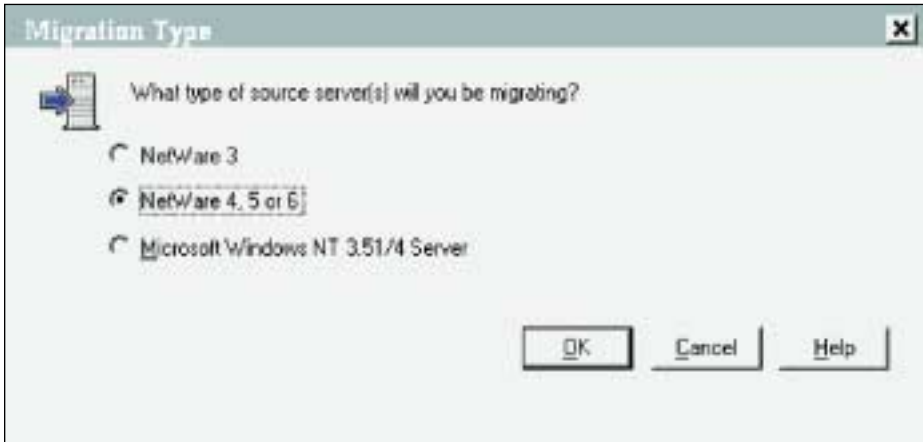 Migration Type
What type of source server(s) will you be migrating?
NetWare 3
NetWare 4, 5 or 6
Microsoft Windows NT 3.51/4 Server
OK Cancel Help